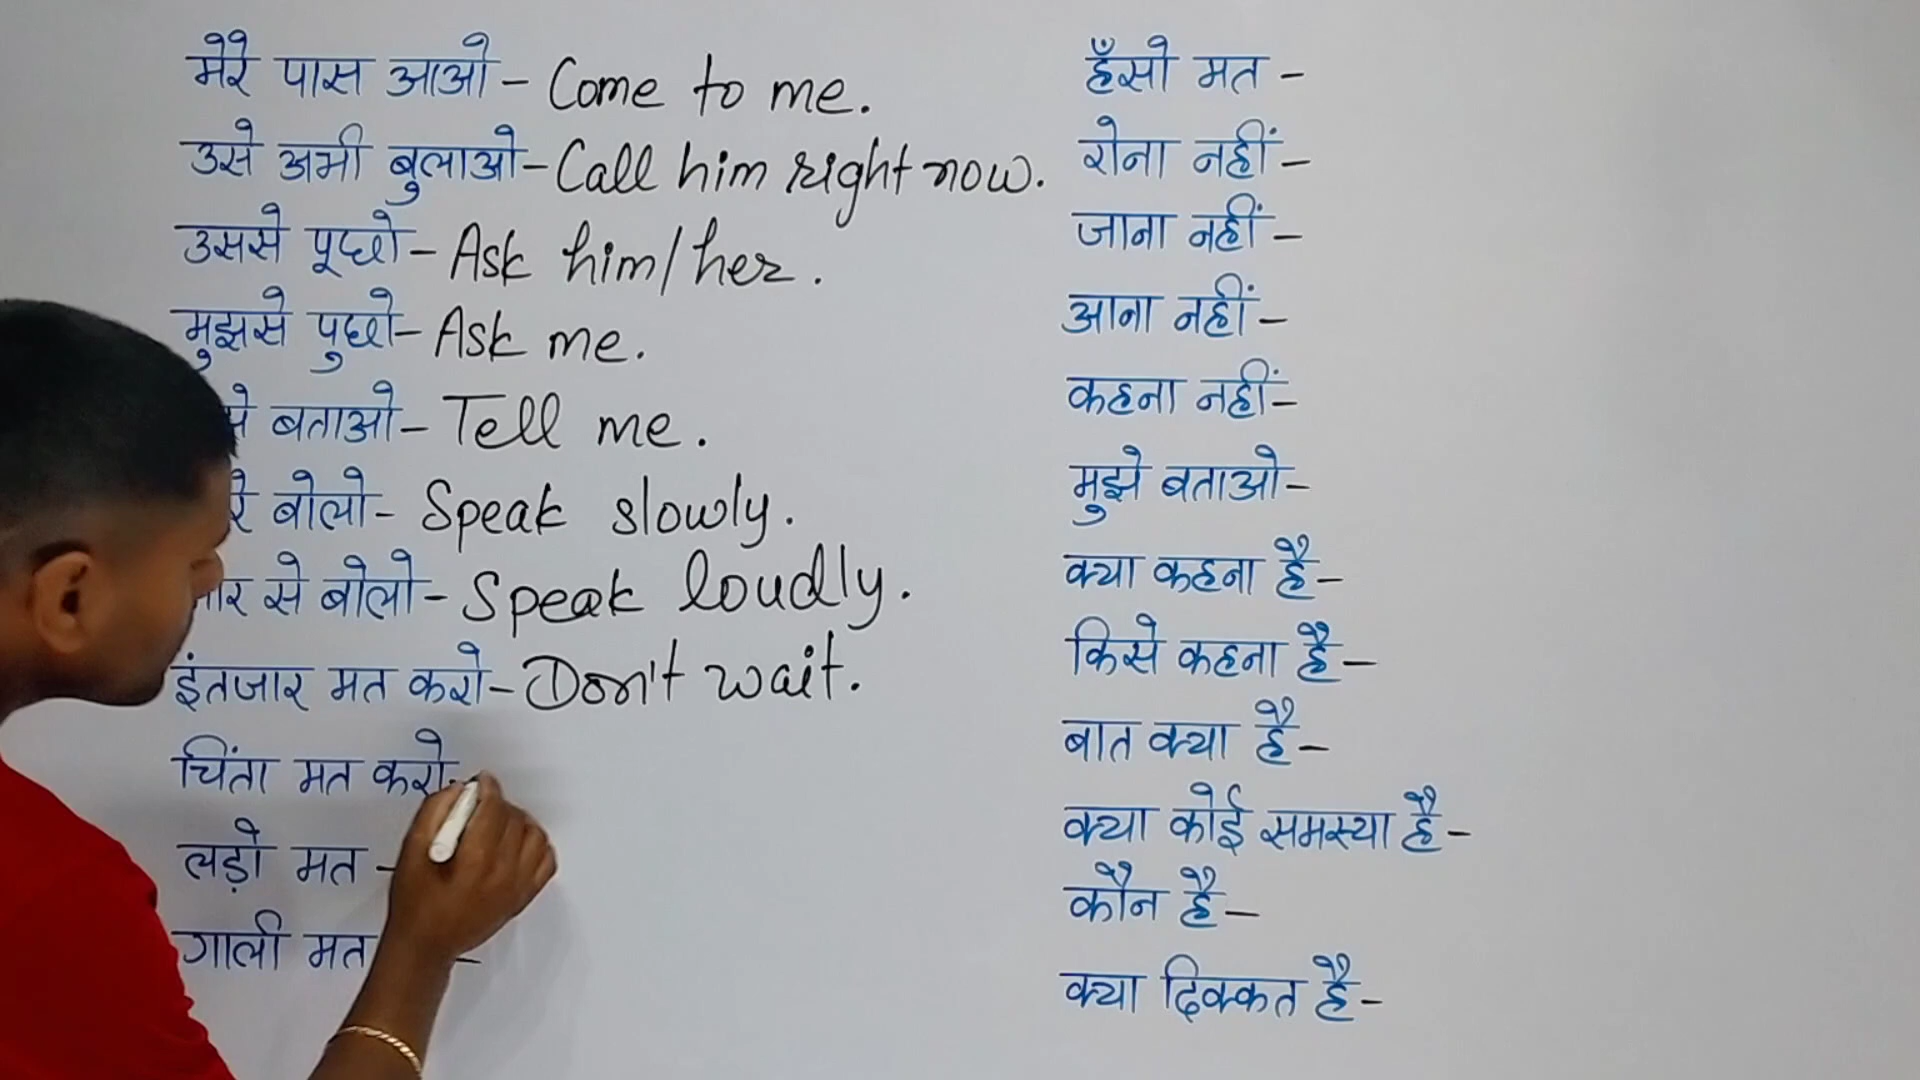 मेरे पास आओ - Come to me.
उसे अभी बुलाओ - Call him right now.
उससे पूछो - Ask him/her.
मुझसे पुछो - Ask me.
बताओ - Tell me.
बोलो - Speak slowly.
से बोलो - Speak loudly.
इंतजार मत करो - Don't wait.
चिंता मत करो-
लड़ो मत -
गाली मत -
हँसो मत -
रोना नहीं -
जाना नहीं -
आना नहीं -
कहना नहीं -
मुझे बताओ -
क्या कहना है -
किसे कहना है -
बात क्या है -
क्या कोई समस्या है -
कौन है -
क्या दिक्कत है -